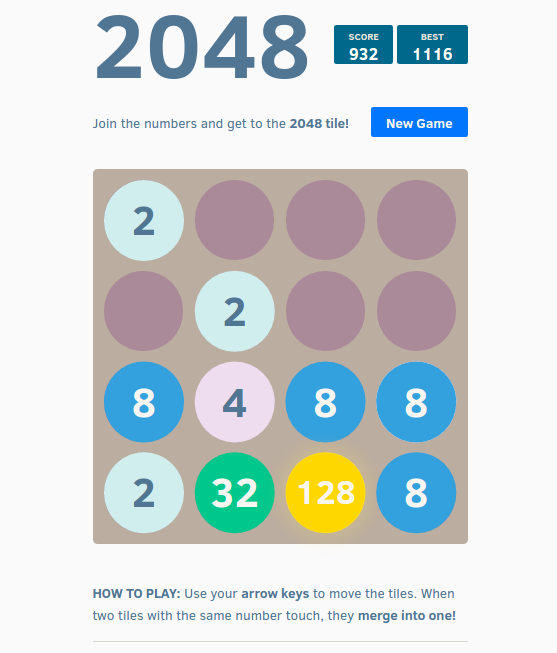 2048
SCORE
932
BEST
1116
Join the numbers and get to the 2048 tile!
New Game
2
2
8 4 8 8
2 32 128 8
HOW TO PLAY: Use your arrow keys to move the tiles. When
two tiles with the same number touch, they merge into one!